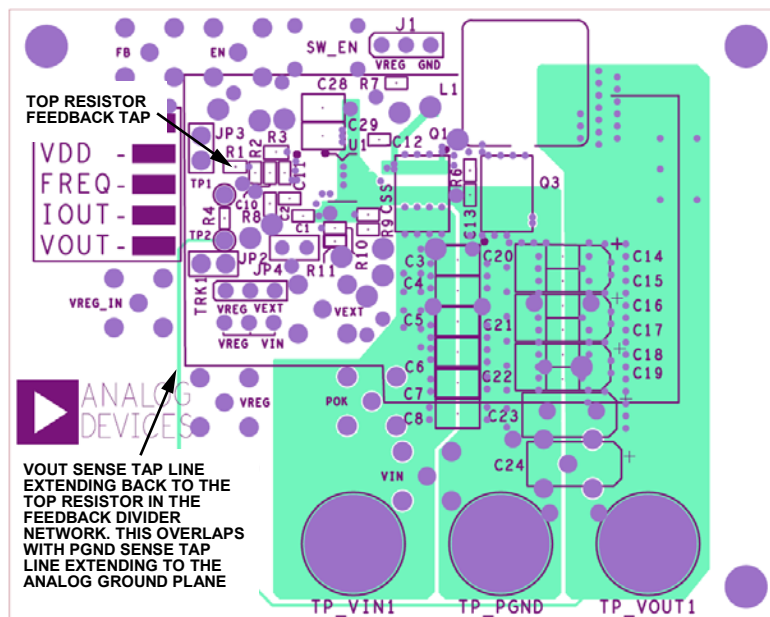 J1
FB
EN
SW_EN
VREG GND
C28
R7
L1
TOP RESISTOR
FEEDBACK TAP
JP3
R3
C29
U1
C12
Q1
R1
R2
VDD -
FREQ -
IOUT -
VOUT -
TP1
C11
R6
Q3
C10
R4
R8
C2
C1
CSS
C13
R9
TP2
R10
JP2
JP4
R11
C3
C20
C14
C4
C15
TRK1
VREG_IN
VREG VEXT
VEXT
C16
C5
C21
C17
VREG VIN
C18
C6
C22
C19
ANALOG
DEVICES
VREG
POK
C7
C8
C23
VOUT SENSE TAP LINE
EXTENDING BACK TO THE
TOP RESISTOR IN THE
FEEDBACK DIVIDER
NETWORK. THIS OVERLAPS
WITH PGND SENSE TAP
LINE EXTENDING TO THE
ANALOG GROUND PLANE
VIN
C24
TP_VIN1
TP_PGND
TP_VOUT1